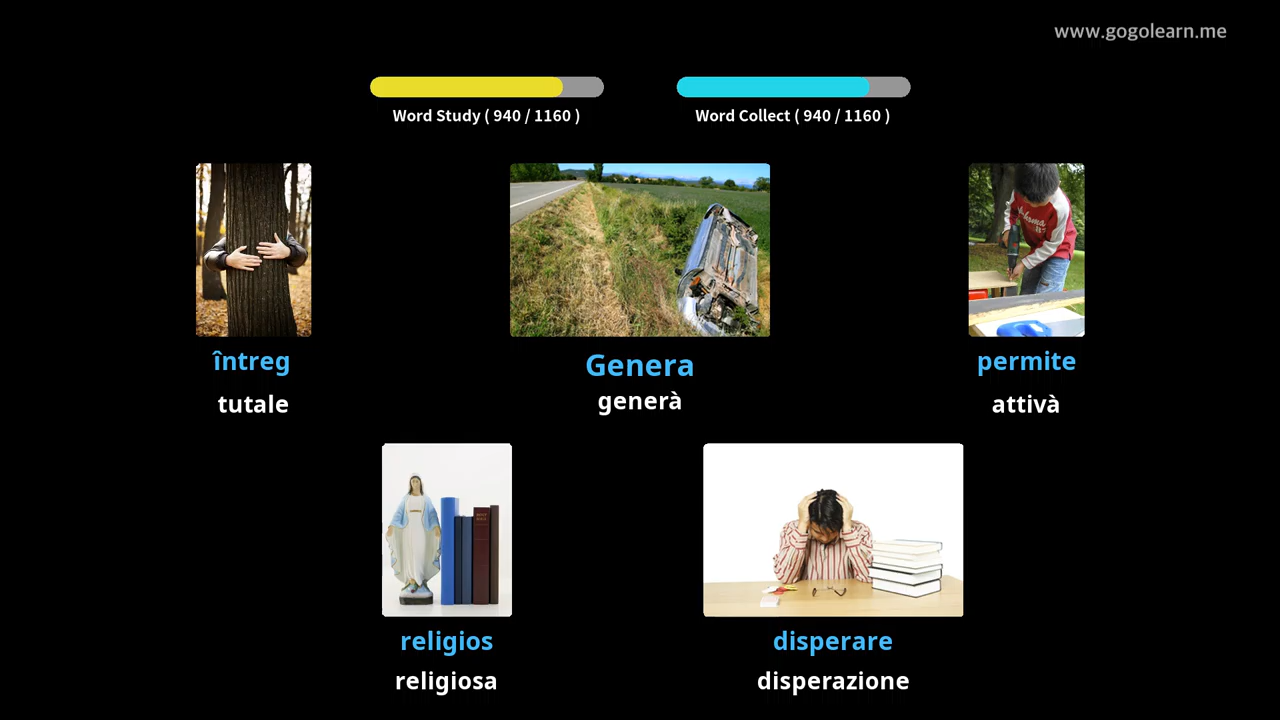 www.gogolearn.me
Word Study ( 940 / 1160 )
Word Collect ( 940 / 1160 )
întreg
tutale
Genera
generà
permite
attivà
religios
religiosa
disperare
disperazione